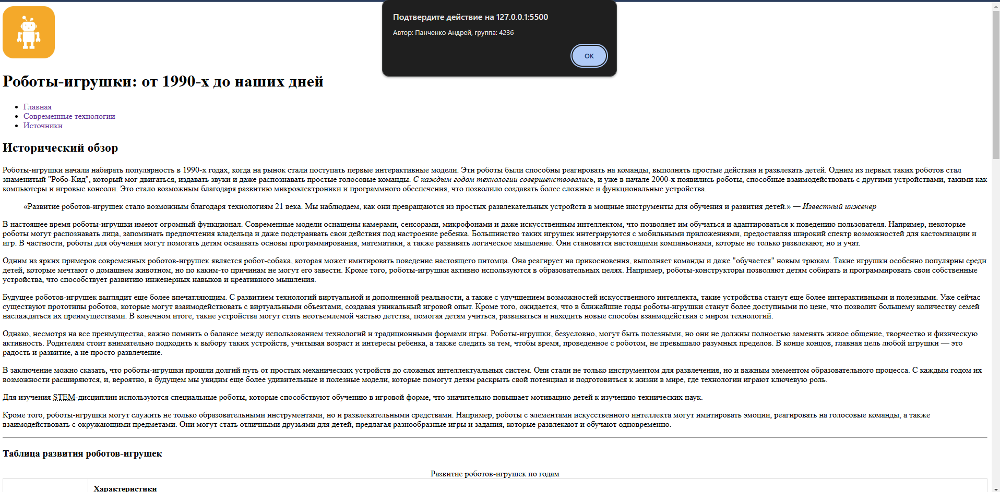 Подтвердите действие на 127.0.0.1:5500
Автор: Панченко Андрей, группа: 4236
ОК
Роботы-игрушки: от 1990-х до наших дней
Главная
Современные технологии
Источники
Исторический обзор
Роботы-игрушки начали набирать популярность в 1990-х годах, когда на рынок стали поступать первые интерактивные модели. Эти роботы были способны реагировать на команды, выполнять простые действия и развлекать детей. Одним из первых таких роботов стал
знаменитый "Робо-Кид", который мог двигаться, издавать звуки и даже распознавать простые голосовые команды. С каждым годом технологии совершенствовались, и уже в начале 2000-х появились роботы, способные взаимодействовать с другими устройствами, такими как
компьютеры и игровые консоли. Это стало возможным благодаря развитию микроэлектроники и программного обеспечения, что позволило создавать более сложные и функциональные устройства.
«Развитие роботов-игрушек стало возможным благодаря технологиям 21 века. Мы наблюдаем, как они превращаются из простых развлекательных устройств в мощные инструменты для обучения и развития детей.» — Известный инженер
В настоящее время роботы-игрушки имеют огромный функционал. Современные модели оснащены камерами, сенсорами, микрофонами и даже искусственным интеллектом, что позволяет им обучаться и адаптироваться к поведению пользователя. Например, некоторые
роботы могут распознавать лица, запоминать предпочтения владельца и даже подстраивать свои действия под настроение ребенка. Большинство таких игрушек интегрируются с мобильными приложениями, предоставляя широкий спектр возможностей для кастомизации и
игр. В частности, роботы для обучения могут помогать детям осваивать основы программирования, математики, а также развивать логическое мышление. Они становятся настоящими компаньонами, которые не только развлекают, но и учат.
Одним из ярких примеров современных роботов-игрушек является робот-собака, которая может имитировать поведение настоящего питомца. Она реагирует на прикосновения, выполняет команды и даже "обучается" новым трюкам. Такие игрушки особенно популярны среди
детей, которые мечтают о домашнем животном, но по каким-то причинам не могут его завести. Кроме того, роботы-игрушки активно используются в образовательных целях. Например, роботы-конструкторы позволяют детям собирать и программировать свои собственные
устройства, что способствует развитию инженерных навыков и креативного мышления.
Будущее роботов-игрушек выглядит еще более впечатляющим. С развитием технологий виртуальной и дополненной реальности, а также с улучшением возможностей искусственного интеллекта, такие устройства станут еще более интерактивными и полезными. Уже сейчас
существуют прототипы роботов, которые могут взаимодействовать с виртуальными объектами, создавая уникальный игровой опыт. Кроме того, ожидается, что в ближайшие годы роботы-игрушки станут более доступными по цене, что позволит большему количеству семей
наслаждаться их преимуществами. В конечном итоге, такие устройства могут стать неотъемлемой частью детства, помогая детям учиться, развиваться и находить новые способы взаимодействия с миром технологий.
Однако, несмотря на все преимущества, важно помнить о балансе между использованием технологий и традиционными формами игры. Роботы-игрушки, безусловно, могут быть полезными, но они не должны полностью заменять живое общение, творчество и физическую
активность. Родителям стоит внимательно подходить к выбору таких устройств, учитывая возраст и интересы ребенка, а также следить за тем, чтобы время, проведенное с роботом, не превышало разумных пределов. В конце концов, главная цель любой игрушки — это
радость и развитие, а не просто развлечение.
В заключение можно сказать, что роботы-игрушки прошли долгий путь от простых механических устройств до сложных интеллектуальных систем. Они стали не только инструментом для развлечения, но и важным элементом образовательного процесса. С каждым годом их
возможности расширяются, и, вероятно, в будущем мы увидим еще более удивительные и полезные модели, которые помогут детям раскрыть свой потенциал и подготовиться к жизни в мире, где технологии играют ключевую роль.
Для изучения STEM-дисциплин используются специальные роботы, которые способствуют обучению в игровой форме, что значительно повышает мотивацию детей к изучению технических наук.
Кроме того, роботы-игрушки могут служить не только образовательными инструментами, но и развлекательными средствами. Например, роботы с элементами искусственного интеллекта могут имитировать эмоции, реагировать на голосовые команды, а также
взаимодействовать с окружающими предметами. Они могут стать отличными друзьями для детей, предлагая разнообразные игры и задания, которые развлекают и обучают одновременно.
Таблица развития роботов-игрушек
Развитие роботов-игрушек по годам
Характеристики